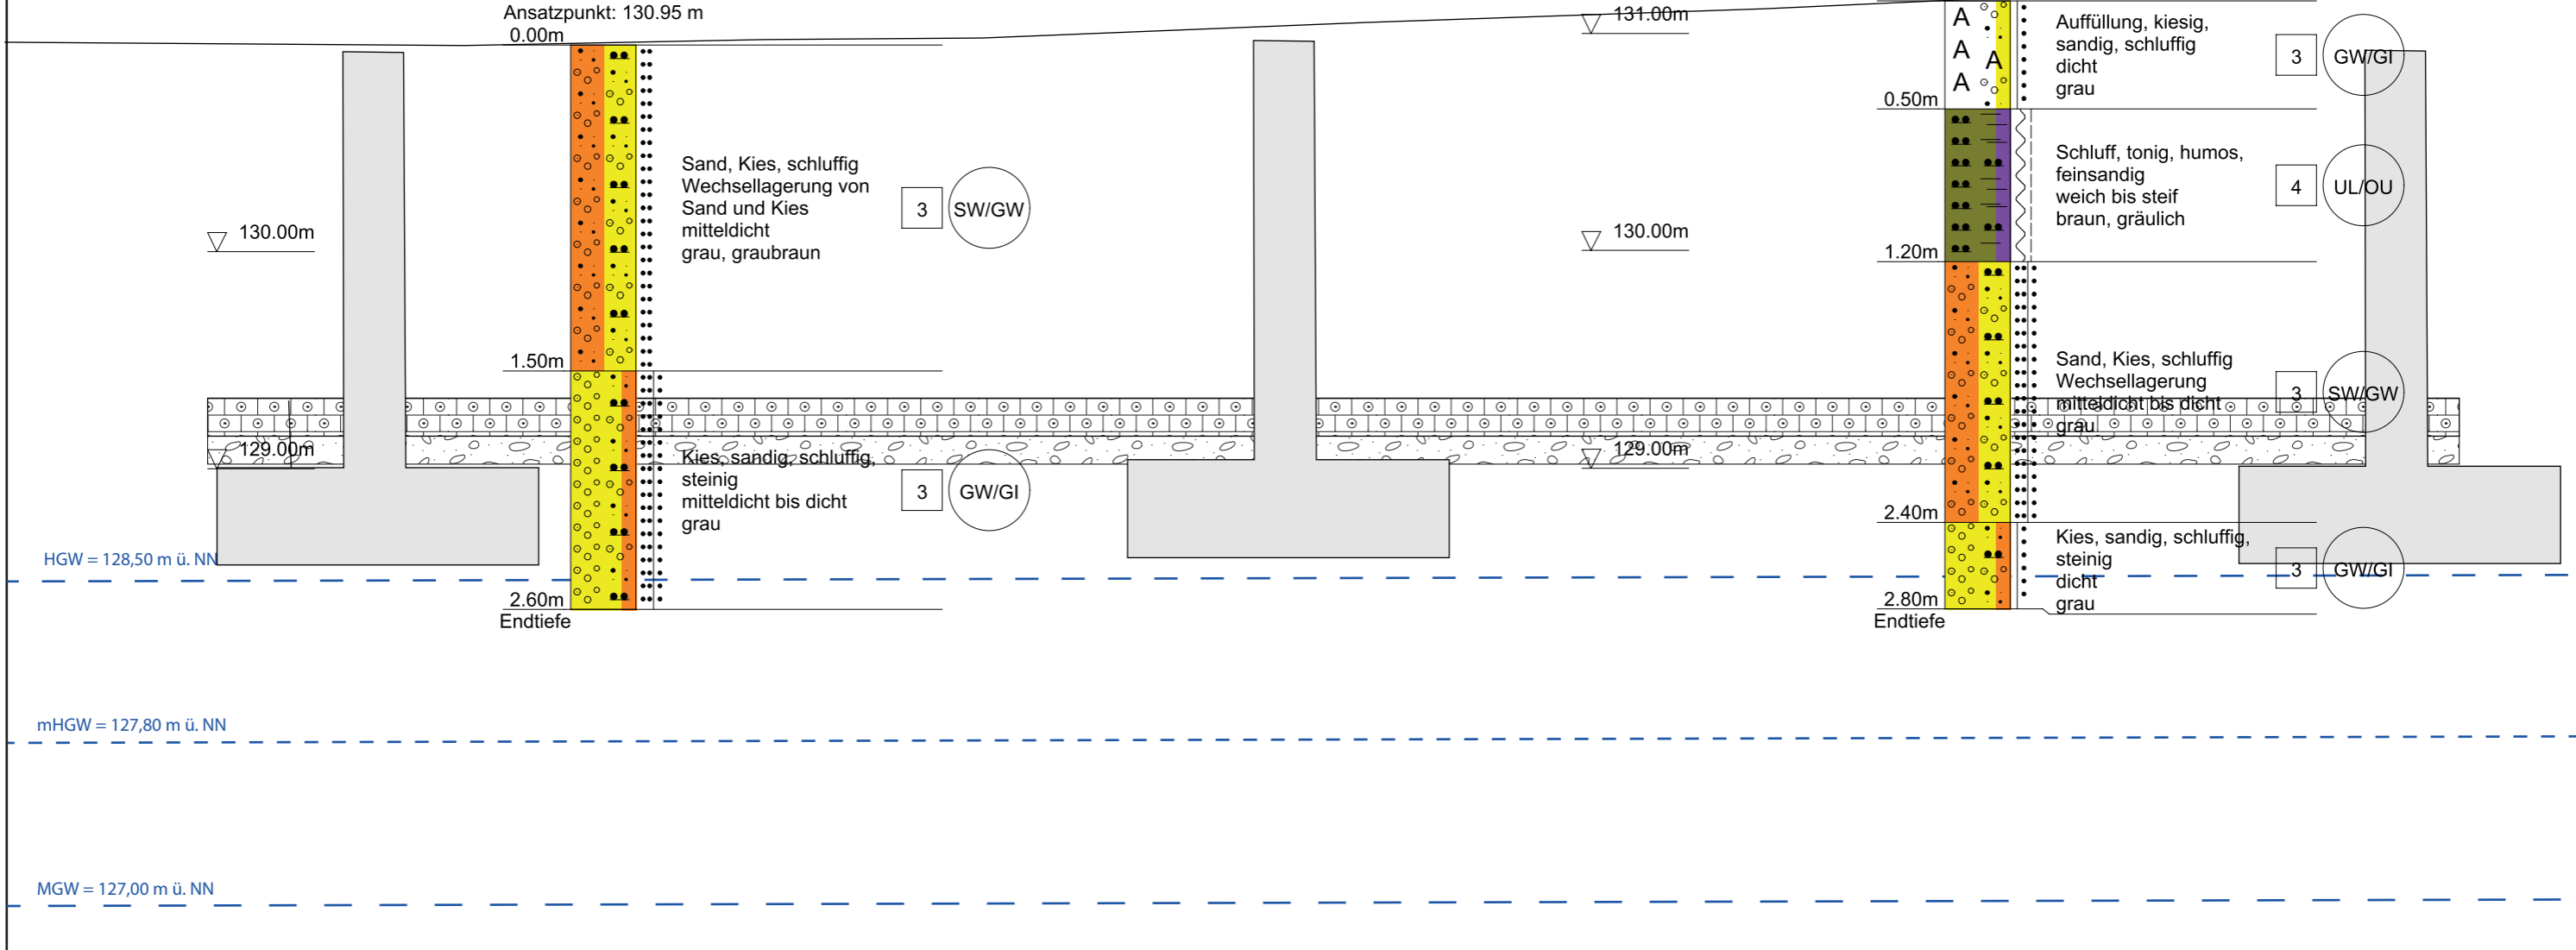 Ansatzpunkt: 130.95 m
0.00m
Sand, Kies, schluffig
Wechsellagerung von
Sand und Kies
mitteldicht
grau, graubraun
3
SW/GW
130.00m
1.50m
129.00m
Kies, sandig, schluffig,
steinig
mitteldicht bis dicht
grau
3
GW/GI
2.60m
Endtiefe
131.00m
130.00m
129.00m
A
A
A
A
Auffüllung, kiesig,
sandig, schluffig
dicht
grau
3
GW/GI
0.50m
Schluff, tonig, humos,
feinsandig
weich bis steif
braun, gräulich
4
UL/OU
1.20m
Sand, Kies, schluffig
Wechsellagerung
mitteldicht bis dicht
grau
3
SW/GW
2.40m
Kies, sandig, schluffig,
steinig
dicht
grau
3
GW/GI
2.80m
Endtiefe
HGW = 128,50 m ü. NN
mHGW = 127,80 m ü. NN
MGW = 127,00 m ü. NN